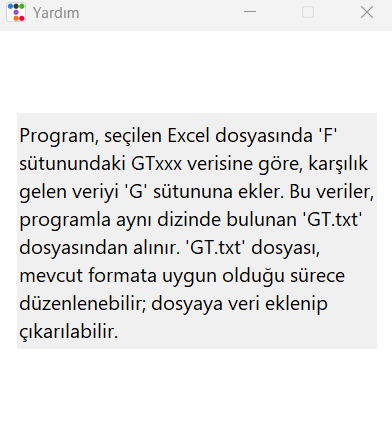 Yardım
Program, seçilen Excel dosyasında 'F'
sütunundaki GTxxx verisine göre, karşılık
gelen veriyi 'G' sütununa ekler. Bu veriler,
programla aynı dizinde bulunan 'GT.txt'
dosyasından alınır. 'GT.txt' dosyası,
mevcut formata uygun olduğu sürece
düzenlenebilir; dosyaya veri eklenip
çıkarılabilir.